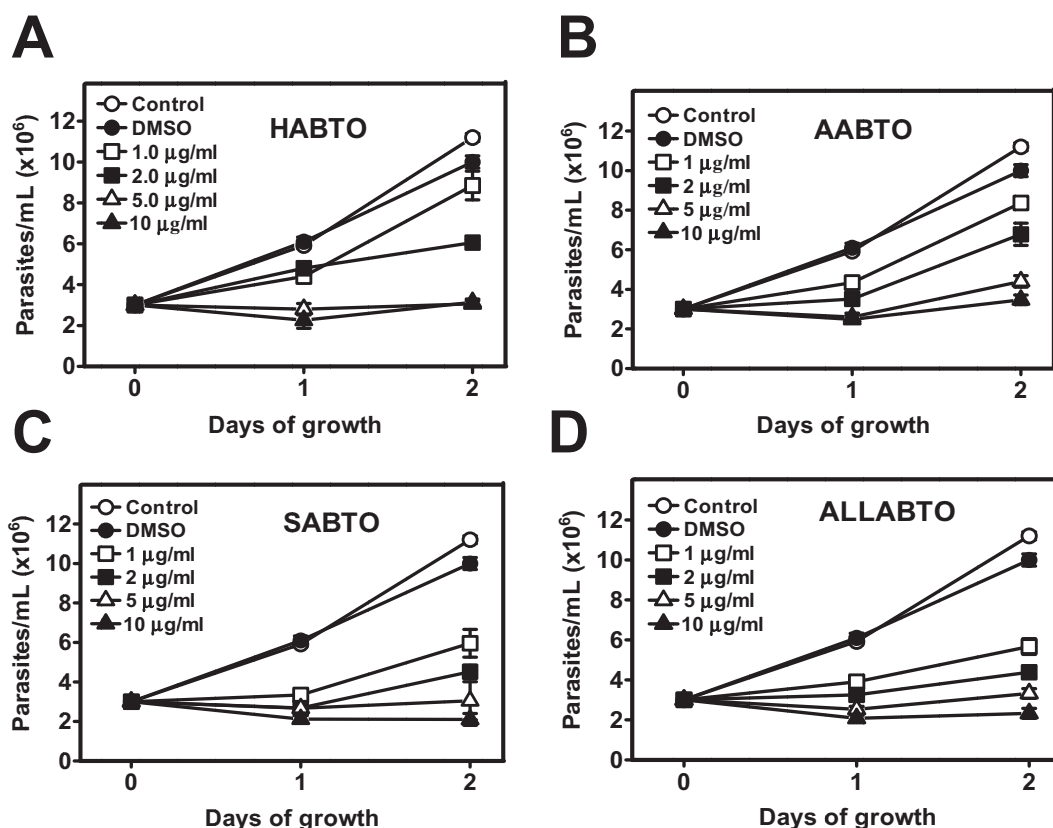 A
HABTO
Control
DMSO
1.0 μg/ml
2.0 μg/ml
5.0 μg/ml
10 μg/ml
Parasites/mL (x10⁶)
12
10
8
6
4
2
0
0 1 2
Days of growth
B
AABTO
Control
DMSO
1 μg/ml
2 μg/ml
5 μg/ml
10 μg/ml
Parasites/mL (x10⁶)
12
10
8
6
4
2
0
0 1 2
Days of growth
C
SABTO
Control
DMSO
1 μg/ml
2 μg/ml
5 μg/ml
10 μg/ml
Parasites/mL (x10⁶)
12
10
8
6
4
2
0
0 1 2
Days of growth
D
ALLABTO
Control
DMSO
1 μg/ml
2 μg/ml
5 μg/ml
10 μg/ml
Parasites/mL (x10⁶)
12
10
8
6
4
2
0
0 1 2
Days of growth